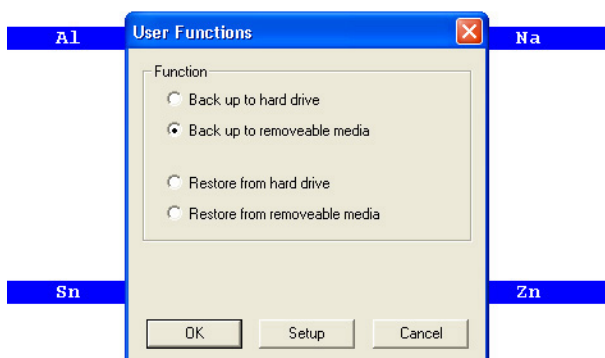 User Functions
Al
Na
Function
Back up to hard drive
Back up to removeable media
Restore from hard drive
Restore from removeable media
Sn
Zn
OK
Setup
Cancel